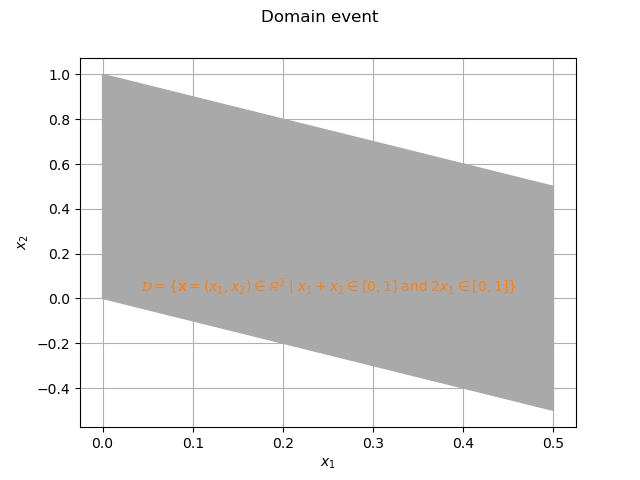 Domain event
1.0
0.8
0.6
0.4
0.2
0.0
−0.2
−0.4
x₂
𝒟 = {𝐱 = (x₁, x₂) ∈ ℝ² | x₁ + x₂ ∈ [0, 1] and 2x₁ ∈ [0, 1]}
0.0 0.1 0.2 0.3 0.4 0.5
x₁